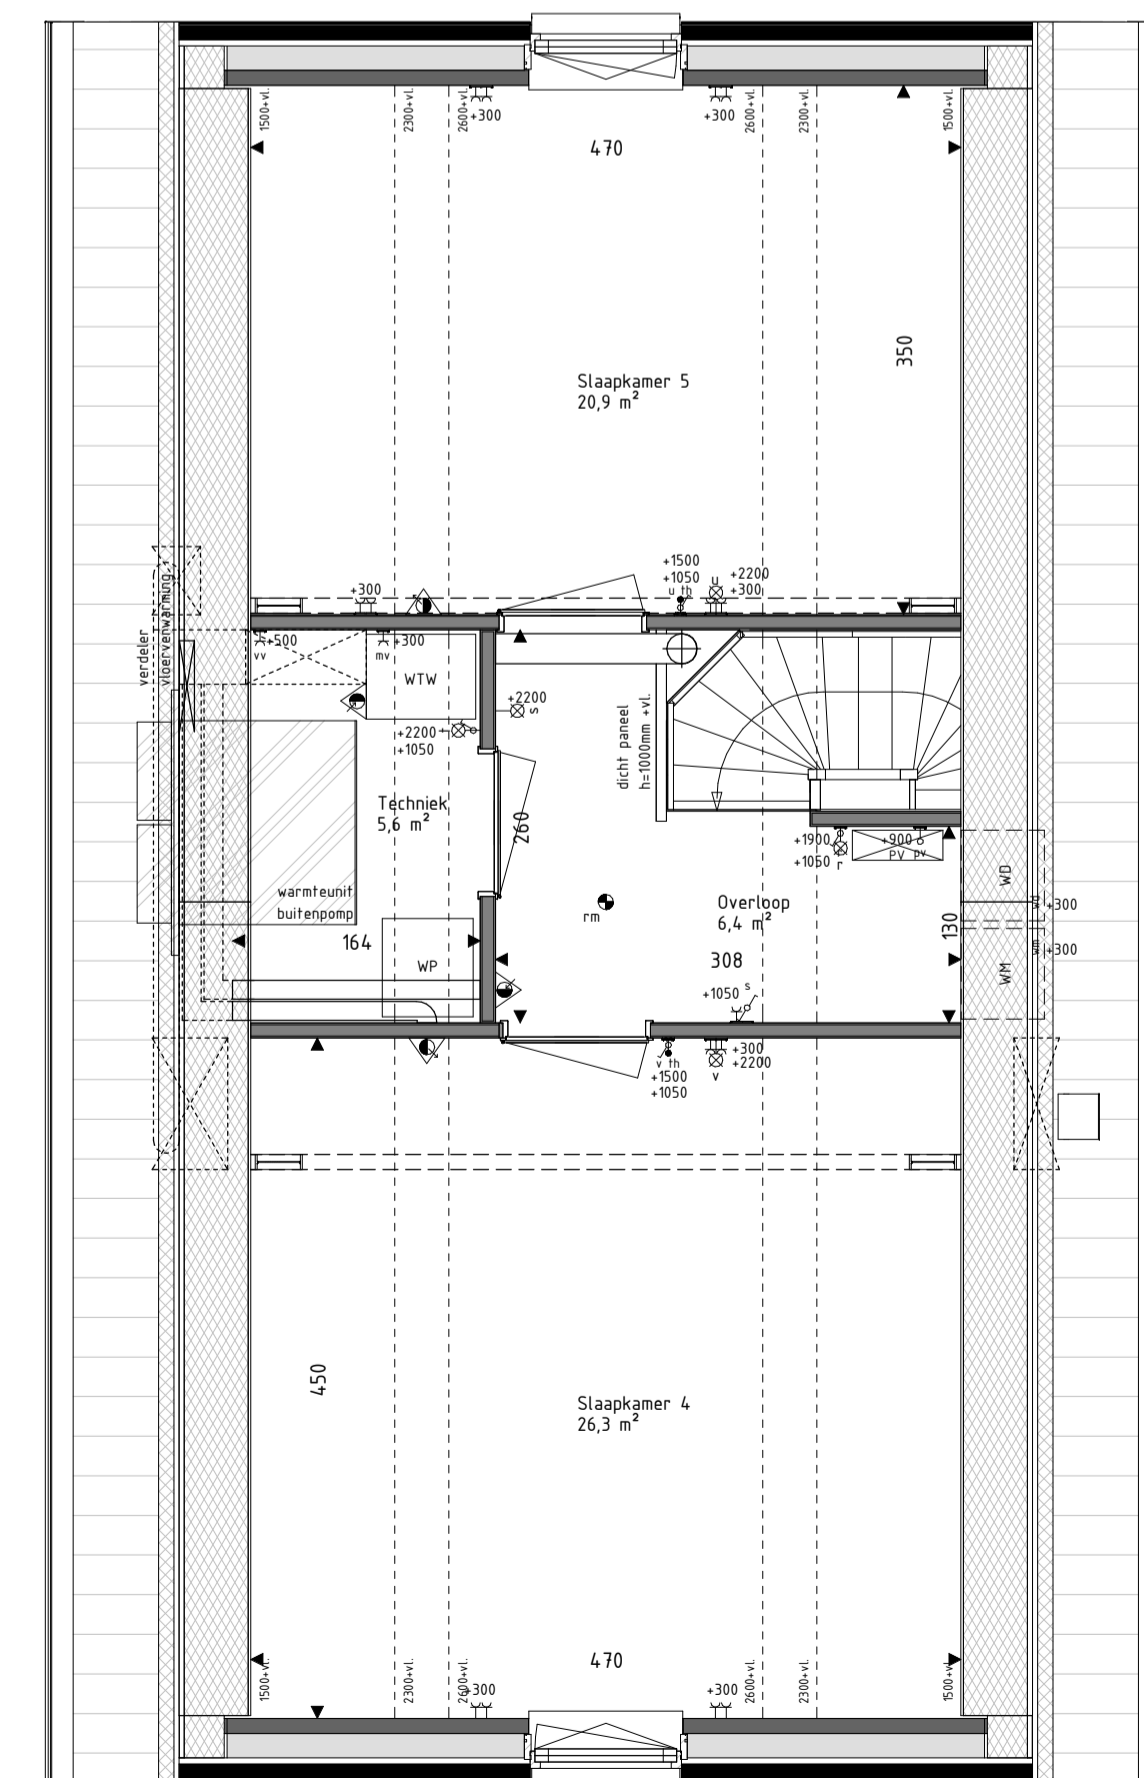 1500+vl.
2300+vl.
2600+vl.
+300
+300
2600+vl.
2300+vl.
1500+vl.
470
350
Slaapkamer 5
20,9 m²
+1500
+1050
u th
u
+2200
+300
+300
verdeler
vloerverwarming
+500
vv
mv
+300
WTW
+2200
s
+2200
+1050
dicht paneel
h=1000mm +vl.
Techniek
5,6 m²
260
+1900
+1050
r
+900
PV
pv
WD
wd
+300
warmteunit
buitenpomp
rm
Overloop
6,4 m²
164
308
130
WP
WM
wm
+300
+1050
s
v th
+1500
+1050
+300
+2200
v
450
Slaapkamer 4
26,3 m²
470
1500+vl.
2300+vl.
2600+vl.
+300
+300
2600+vl.
2300+vl.
1500+vl.